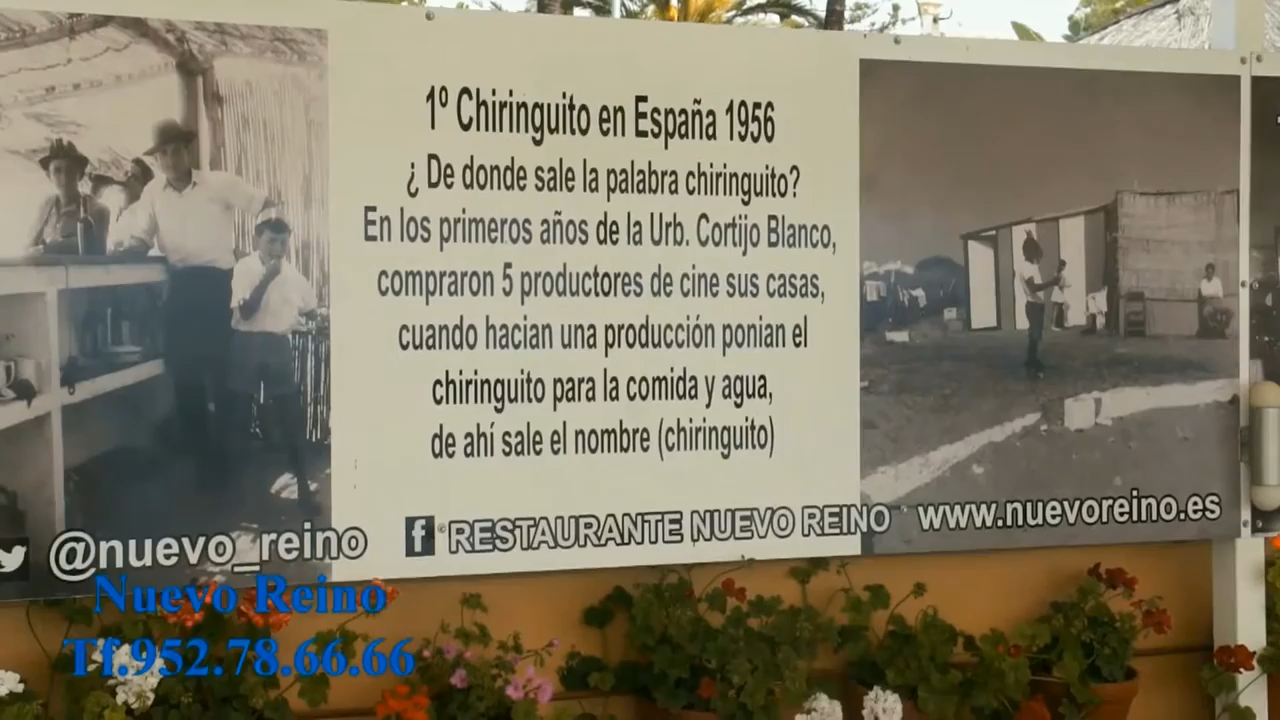 1º Chiringuito en España 1956
¿ De donde sale la palabra chiringuito?
En los primeros años de la Urb. Cortijo Blanco,
compraron 5 productores de cine sus casas,
cuando hacian una producción ponian el
chiringuito para la comida y agua,
de ahí sale el nombre (chiringuito)
@nuevo_reino
f RESTAURANTE NUEVO REINO
www.nuevoreino.es
Nuevo Reino
Tf.952.78.66.66